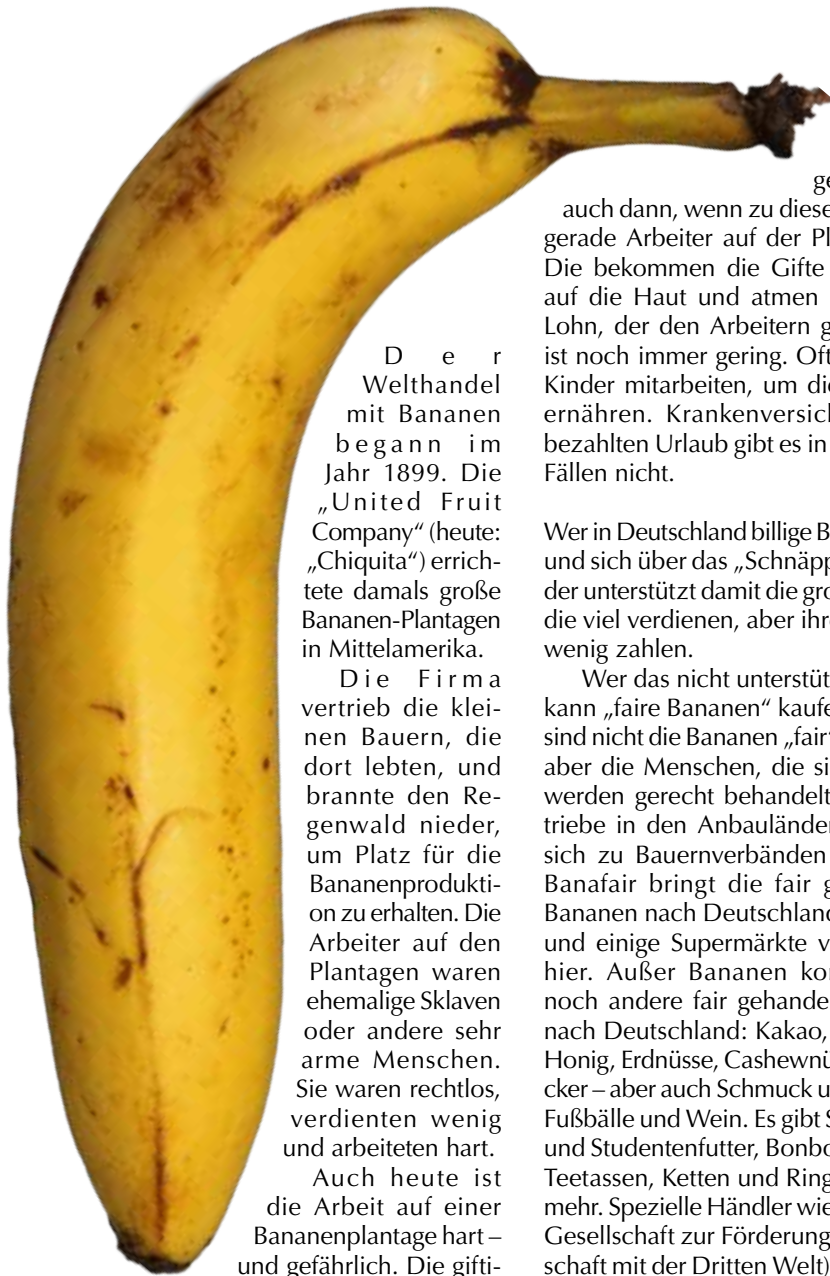 D e r
Welthandel
mit Bananen
begann im
Jahr 1899. Die
„United Fruit
Company“ (heute:
„Chiquita“) errich-
tete damals große
Bananen-Plantagen
in Mittelamerika.
Die Firma
vertrieb die klei-
nen Bauern, die
dort lebten, und
brannte den Re-
genwald nieder,
um Platz für die
Bananenprodukti-
on zu erhalten. Die
Arbeiter auf den
Plantagen waren
ehemalige Sklaven
oder andere sehr
arme Menschen.
Sie waren rechtlos,
verdienten wenig
und arbeiteten hart.
Auch heute ist
die Arbeit auf einer
Bananenplantage hart –
und gefährlich. Die gifti-
ge
auch dann, wenn zu diese
gerade Arbeiter auf der Pl
Die bekommen die Gifte
auf die Haut und atmen
Lohn, der den Arbeitern g
ist noch immer gering. Oft
Kinder mitarbeiten, um die
ernähren. Krankenversich
bezahlten Urlaub gibt es in
Fällen nicht.
Wer in Deutschland billige B
und sich über das „Schnäpp
der unterstützt damit die gro
die viel verdienen, aber ihre
wenig zahlen.
Wer das nicht unterstüt
kann „faire Bananen“ kaufe
sind nicht die Bananen „fair“
aber die Menschen, die si
werden gerecht behandelt
triebe in den Anbauländer
sich zu Bauernverbänden
Banafair bringt die fair g
Bananen nach Deutschland
und einige Supermärkte v
hier. Außer Bananen kor
noch andere fair gehande
nach Deutschland: Kakao,
Honig, Erdnüsse, Cashewnü
cker – aber auch Schmuck u
Fußbälle und Wein. Es gibt S
und Studentenfutter, Bonbo
Teetassen, Ketten und Ring
mehr. Spezielle Händler wie
Gesellschaft zur Förderung
schaft mit der Dritten Welt)